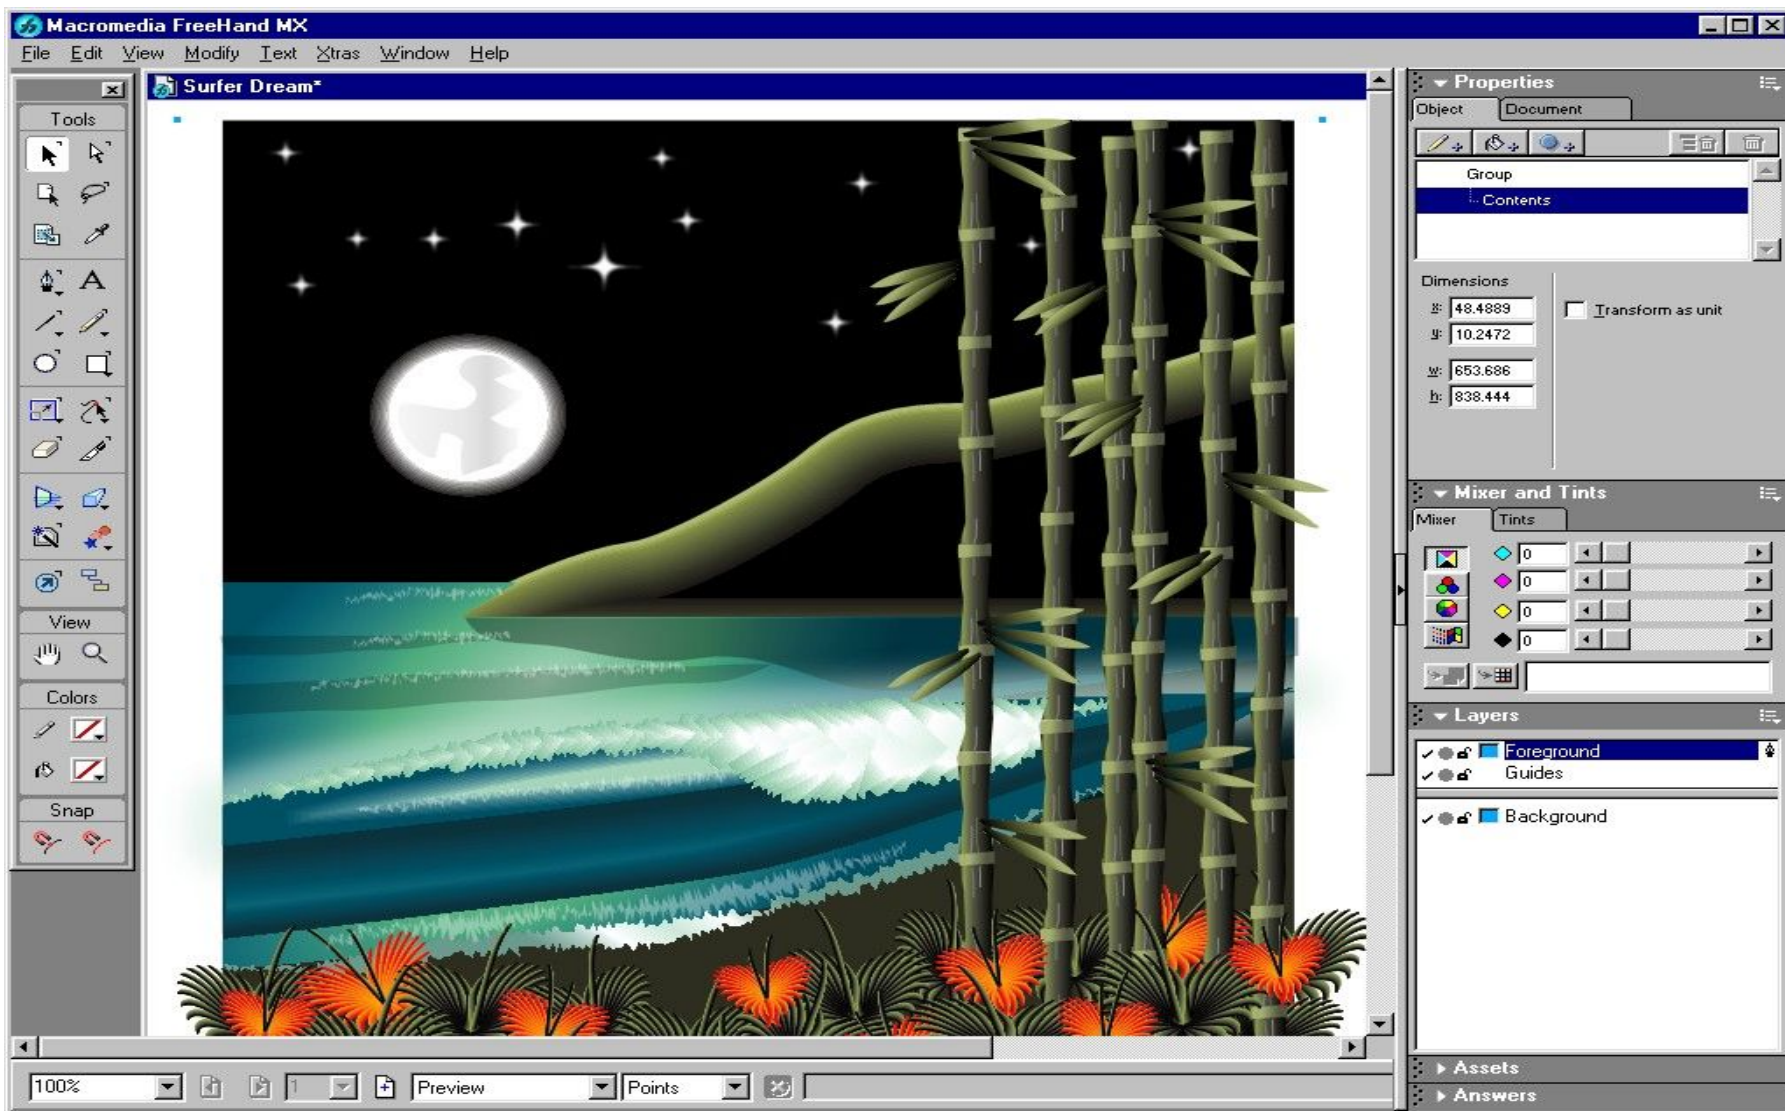 Macromedia FreeHand MX
File Edit View Modify Text Xtras Window Help
Tools
A
View
Colors
Snap
Surfer Dream*
Properties
Object Document
Group
Contents
Dimensions
x: 48.4889
y: 10.2472
w: 653.686
h: 838.444
Transform as unit
Mixer and Tints
Mixer Tints
0
0
0
0
Layers
Foreground
Guides
Background
Assets
Answers
100% 1 Preview Points